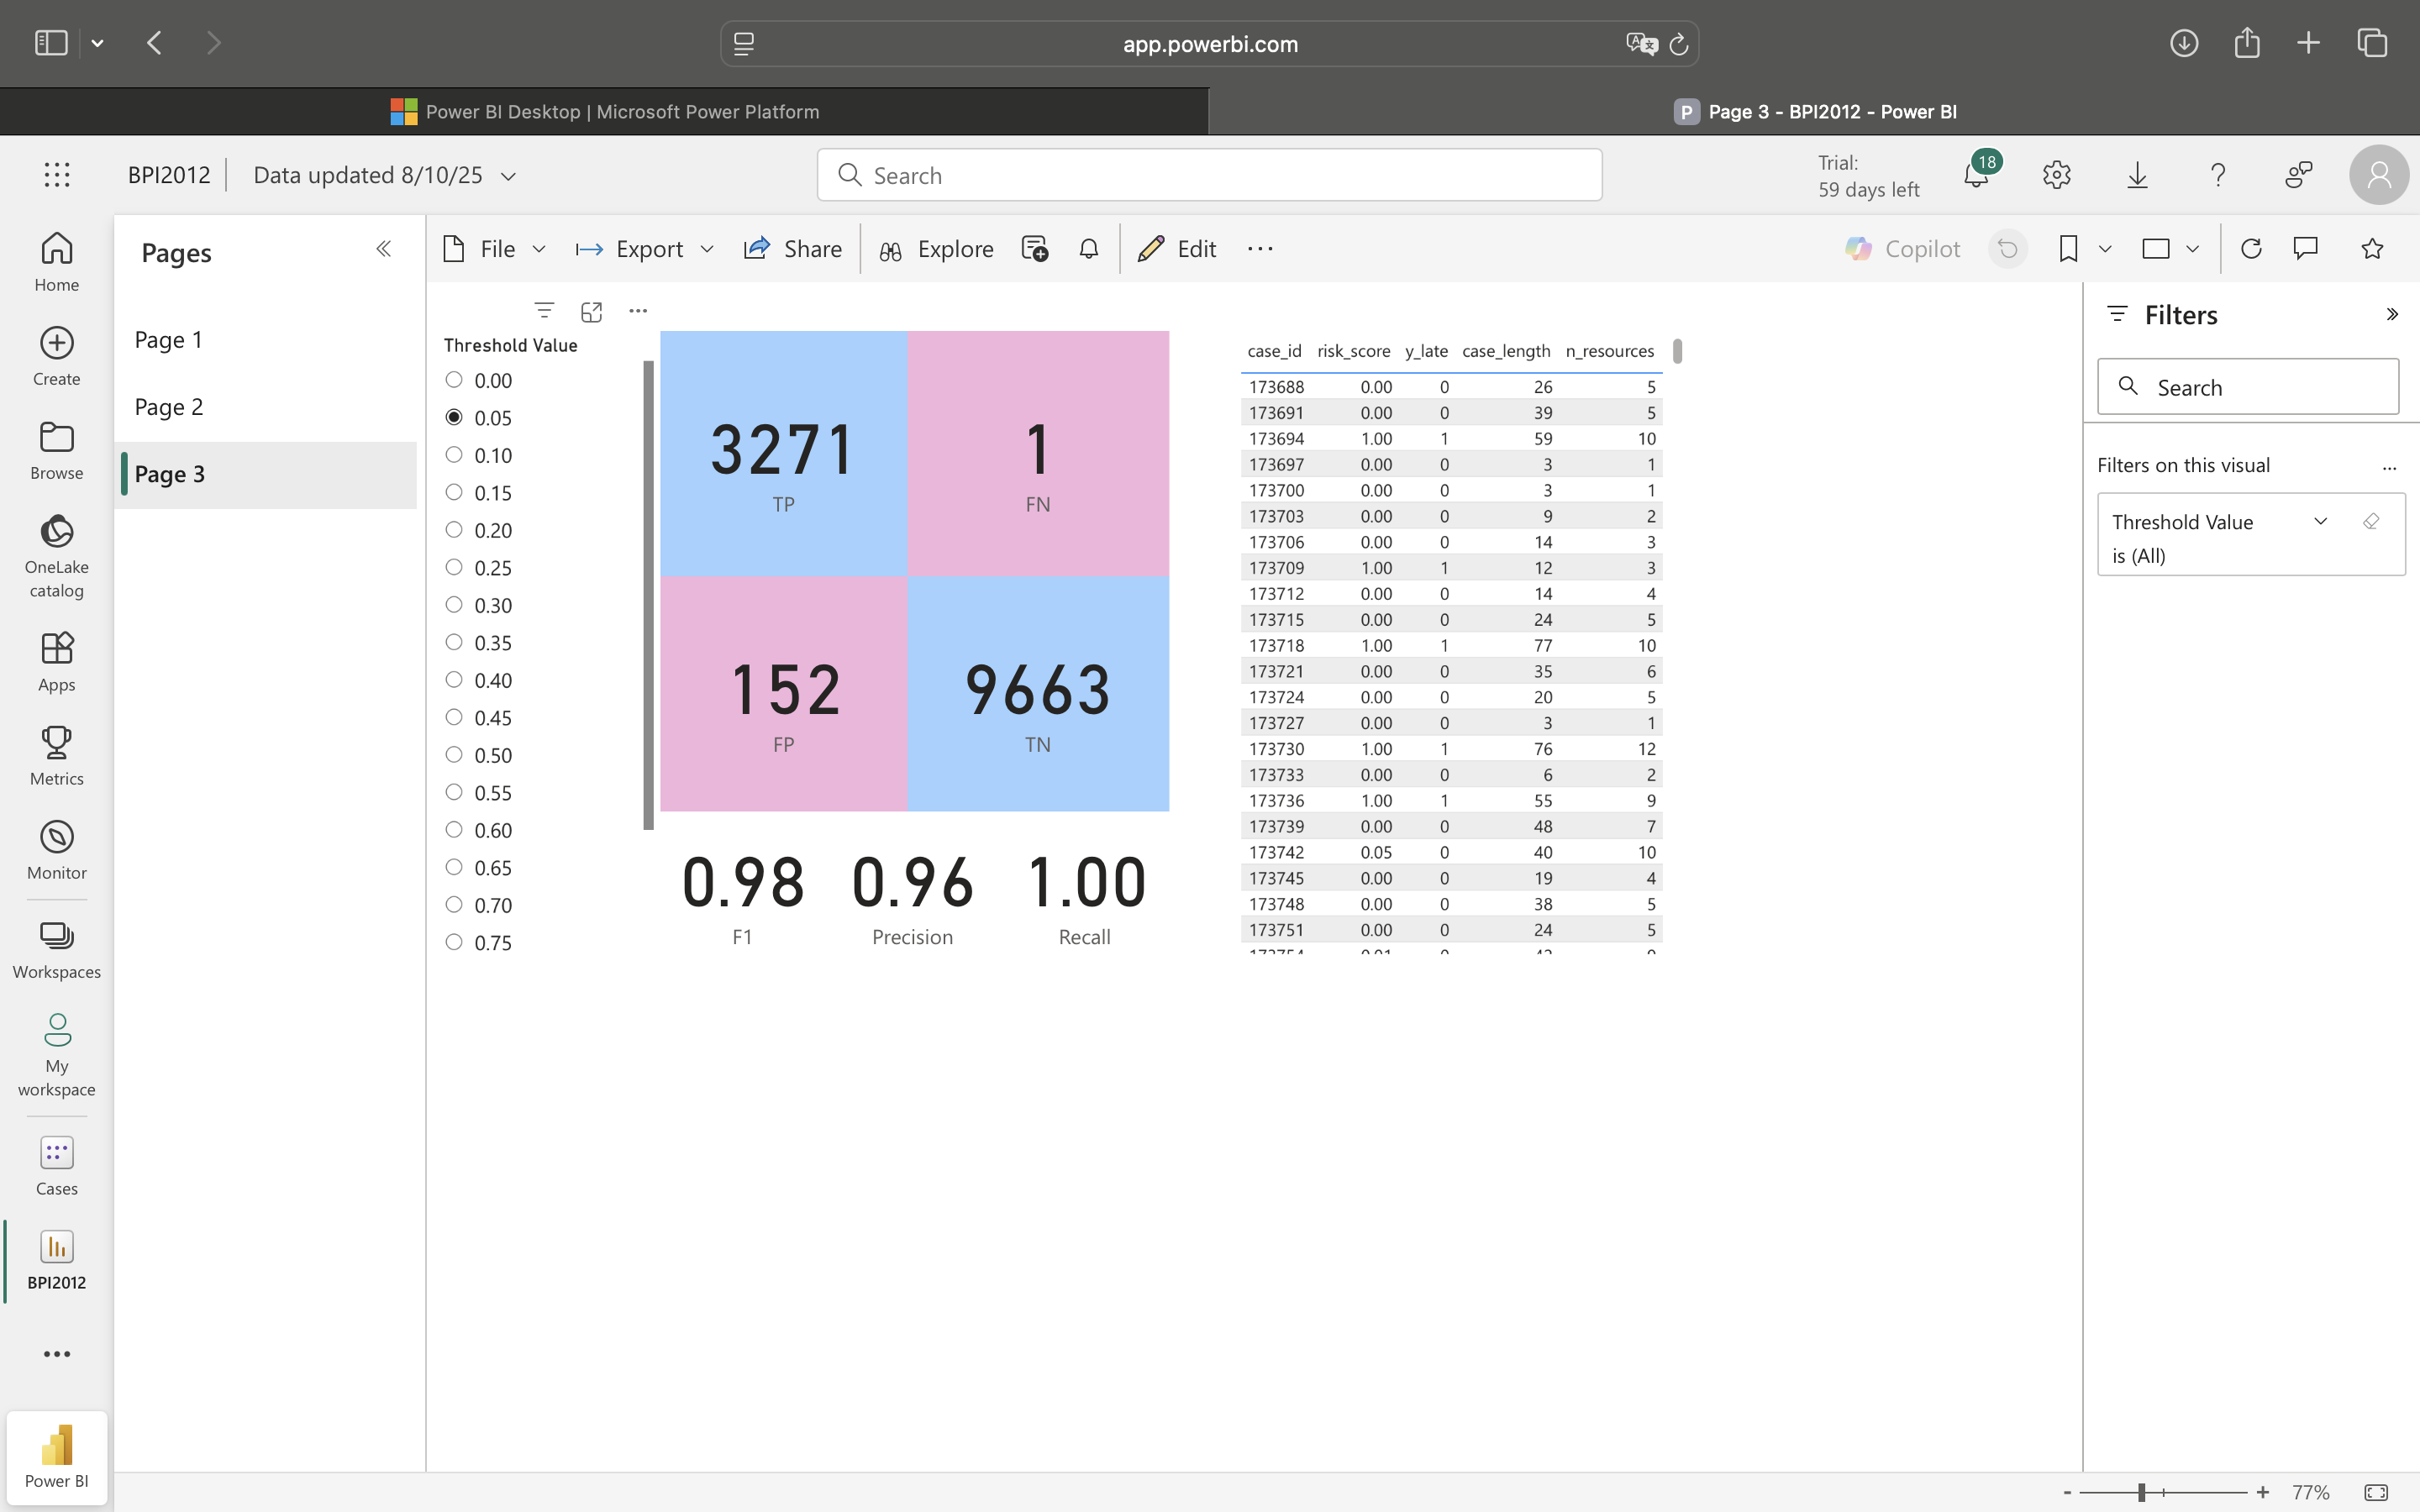 app.powerbi.com
Power BI Desktop | Microsoft Power Platform
P Page 3 - BPI2012 - Power BI
BPI2012 | Data updated 8/10/25
Search
Trial:
59 days left
18
Home
Create
Browse
OneLake
catalog
Apps
Metrics
Monitor
Workspaces
My
workspace
Cases
BPI2012
Power BI
Pages
Page 1
Page 2
Page 3
File
Export
Share
Explore
Edit
Copilot
Threshold Value
0.00
0.05
0.10
0.15
0.20
0.25
0.30
0.35
0.40
0.45
0.50
0.55
0.60
0.65
0.70
0.75
3271
TP
1
FN
152
FP
9663
TN
0.98
F1
0.96
Precision
1.00
Recall
case_id risk_score y_late case_length n_resources
173688 0.00 0 26 5
173691 0.00 0 39 5
173694 1.00 1 59 10
173697 0.00 0 3 1
173700 0.00 0 3 1
173703 0.00 0 9 2
173706 0.00 0 14 3
173709 1.00 1 12 3
173712 0.00 0 14 4
173715 0.00 0 24 5
173718 1.00 1 77 10
173721 0.00 0 35 6
173724 0.00 0 20 5
173727 0.00 0 3 1
173730 1.00 1 76 12
173733 0.00 0 6 2
173736 1.00 1 55 9
173739 0.00 0 48 7
173742 0.05 0 40 10
173745 0.00 0 19 4
173748 0.00 0 38 5
173751 0.00 0 24 5
Filters
Search
Filters on this visual
Threshold Value
is (All)
- + 77%